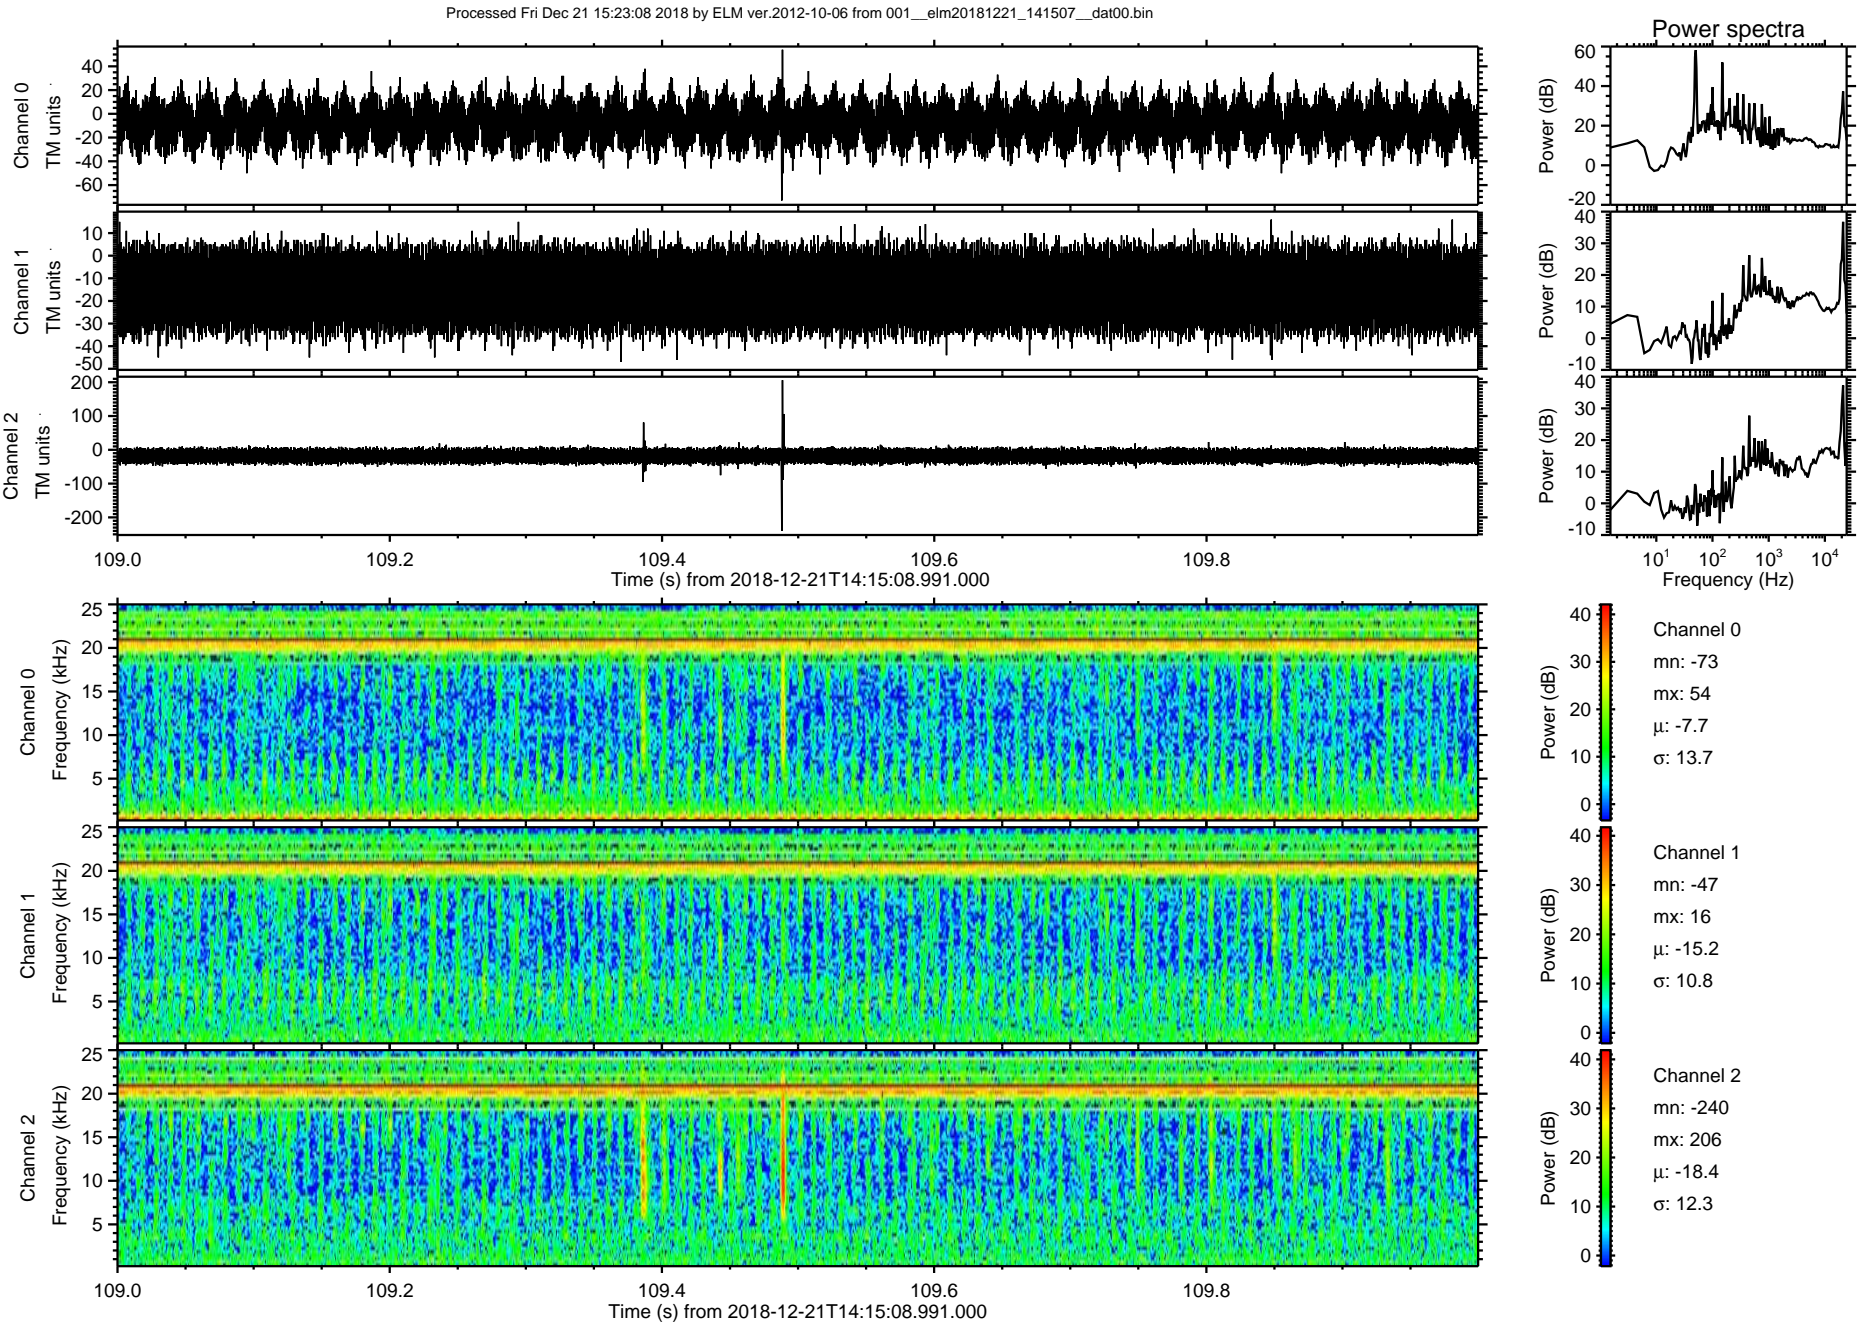 Processed Fri Dec 21 15:23:08 2018 by ELM ver.2012-10-06 from 001__elm20181221_141507__dat00.bin
Power spectra
Channel 0
TM units
40
20
0
-20
-40
-60
Power (dB)
60
40
20
0
-20
Channel 1
TM units
10
0
-10
-20
-30
-40
-50
Power (dB)
40
30
20
10
0
-10
Channel 2
TM units
200
100
0
-100
-200
Power (dB)
40
30
20
10
0
-10
109.0 109.2 109.4 109.6 109.8
Time (s) from 2018-12-21T14:15:08.991.000
10^1 10^2 10^3 10^4
Frequency (Hz)
Channel 0
Frequency (kHz)
25
20
15
10
5
Power (dB)
40
30
20
10
0
Channel 0
mn: -73
mx: 54
µ: -7.7
σ: 13.7
Channel 1
Frequency (kHz)
25
20
15
10
5
Power (dB)
40
30
20
10
0
Channel 1
mn: -47
mx: 16
µ: -15.2
σ: 10.8
Channel 2
Frequency (kHz)
25
20
15
10
5
Power (dB)
40
30
20
10
0
Channel 2
mn: -240
mx: 206
µ: -18.4
σ: 12.3
109.0 109.2 109.4 109.6 109.8
Time (s) from 2018-12-21T14:15:08.991.000